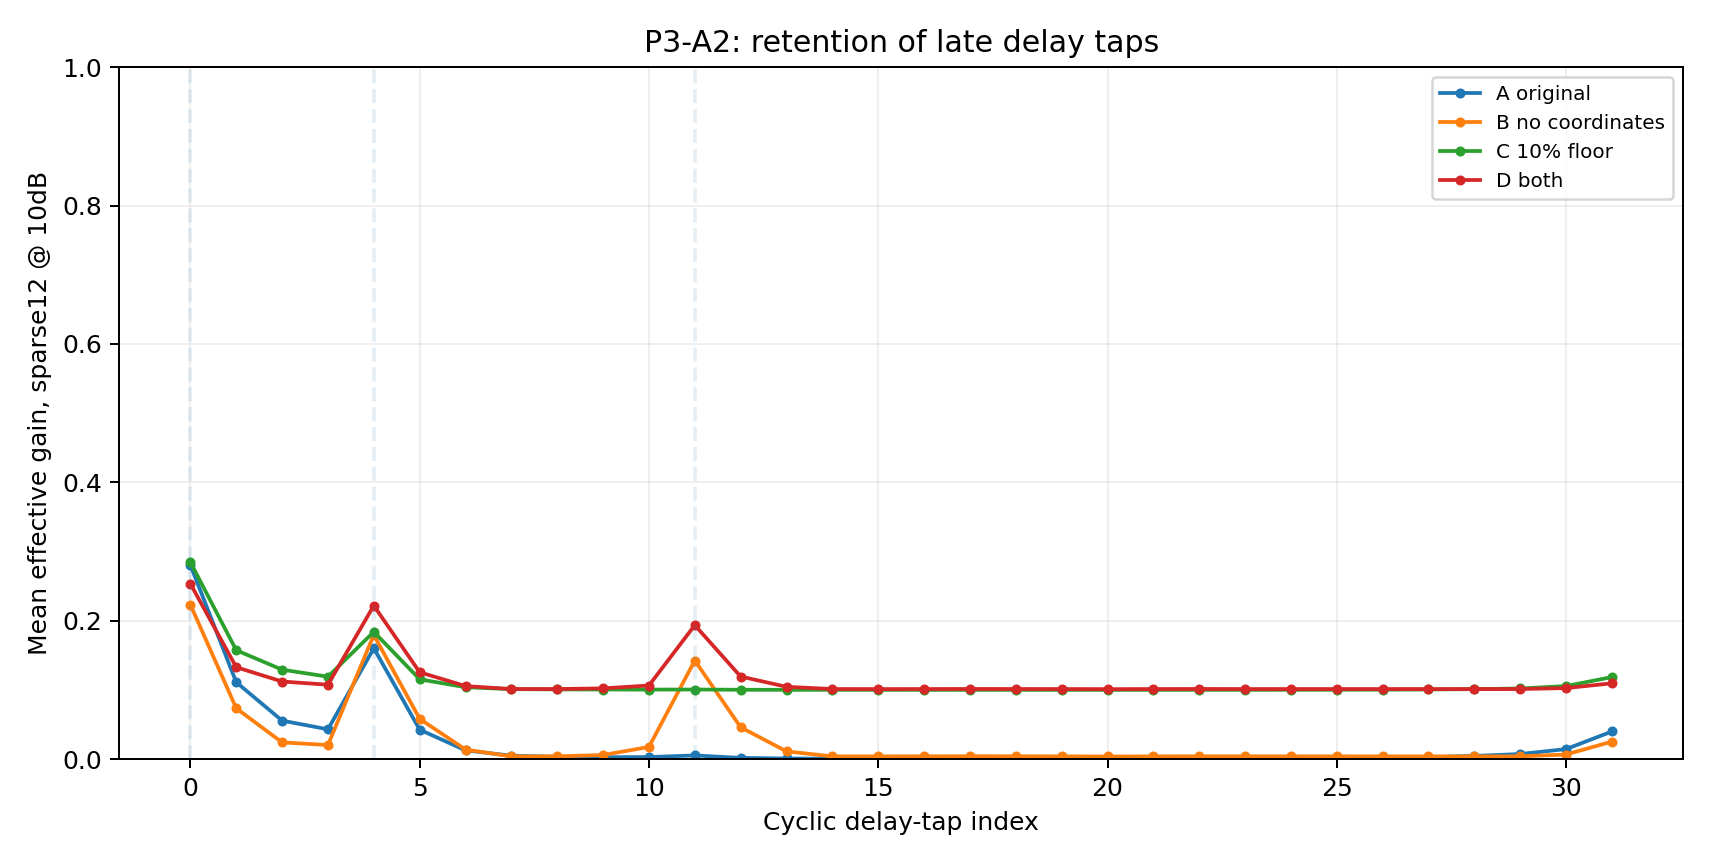 P3-A2: retention of late delay taps
Mean effective gain, sparse12 @ 10dB
1.0
0.8
0.6
0.4
0.2
0.0
A original
B no coordinates
C 10% floor
D both
0 5 10 15 20 25 30
Cyclic delay-tap index